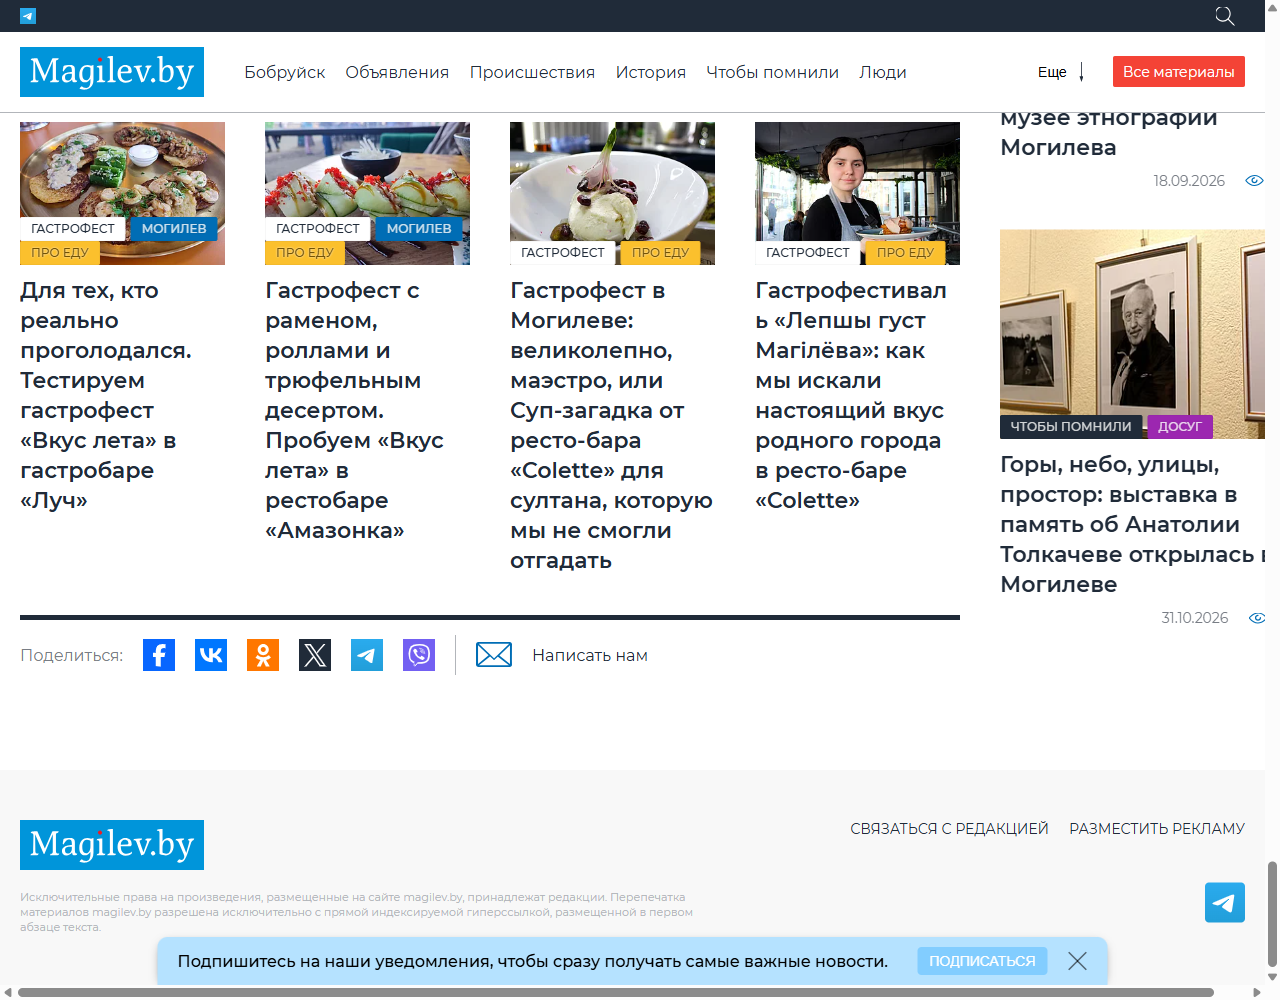 Magilev.by
Бобруйск Объявления Происшествия История Чтобы помнили Люди
Еще
Все материалы
ГАСТРОФЕСТ МОГИЛЕВ
ПРО ЕДУ
Для тех, кто
реально
проголодался.
Тестируем
гастрофест
«Вкус лета» в
гастробаре
«Луч»
ГАСТРОФЕСТ МОГИЛЕВ
ПРО ЕДУ
Гастрофест с
раменом,
роллами и
трюфельным
десертом.
Пробуем «Вкус
лета» в
рестобаре
«Амазонка»
ГАСТРОФЕСТ ПРО ЕДУ
Гастрофест в
Могилеве:
великолепно,
маэстро, или
Суп-загадка от
ресто-бара
«Colette» для
султана, которую
мы не смогли
отгадать
ГАСТРОФЕСТ ПРО ЕДУ
Гастрофестивал
ь «Лепшы густ
Магілёва»: как
мы искали
настоящий вкус
родного города
в ресто-баре
«Colette»
музее этнографии
Могилева
18.09.2026
ЧТОБЫ ПОМНИЛИ ДОСУГ
Горы, небо, улицы,
простор: выставка в
память об Анатолии
Толкачеве открылась в
Могилеве
31.10.2026
Поделиться:
Написать нам
Magilev.by
СВЯЗАТЬСЯ С РЕДАКЦИЕЙ РАЗМЕСТИТЬ РЕКЛАМУ
Исключительные права на произведения, размещенные на сайте magilev.by, принадлежат редакции. Перепечатка
материалов magilev.by разрешена исключительно с прямой индексируемой гиперссылкой, размещенной в первом
абзаце текста.
Подпишитесь на наши уведомления, чтобы сразу получать самые важные новости.
ПОДПИСАТЬСЯ